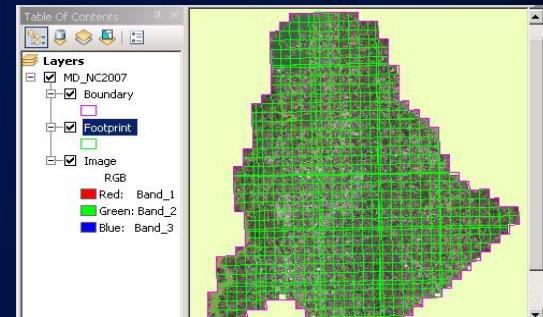 Table Of Contents
Layers
MD_NC2007
Boundary
Footprint
Image
RGB
Red: Band_1
Green: Band_2
Blue: Band_3